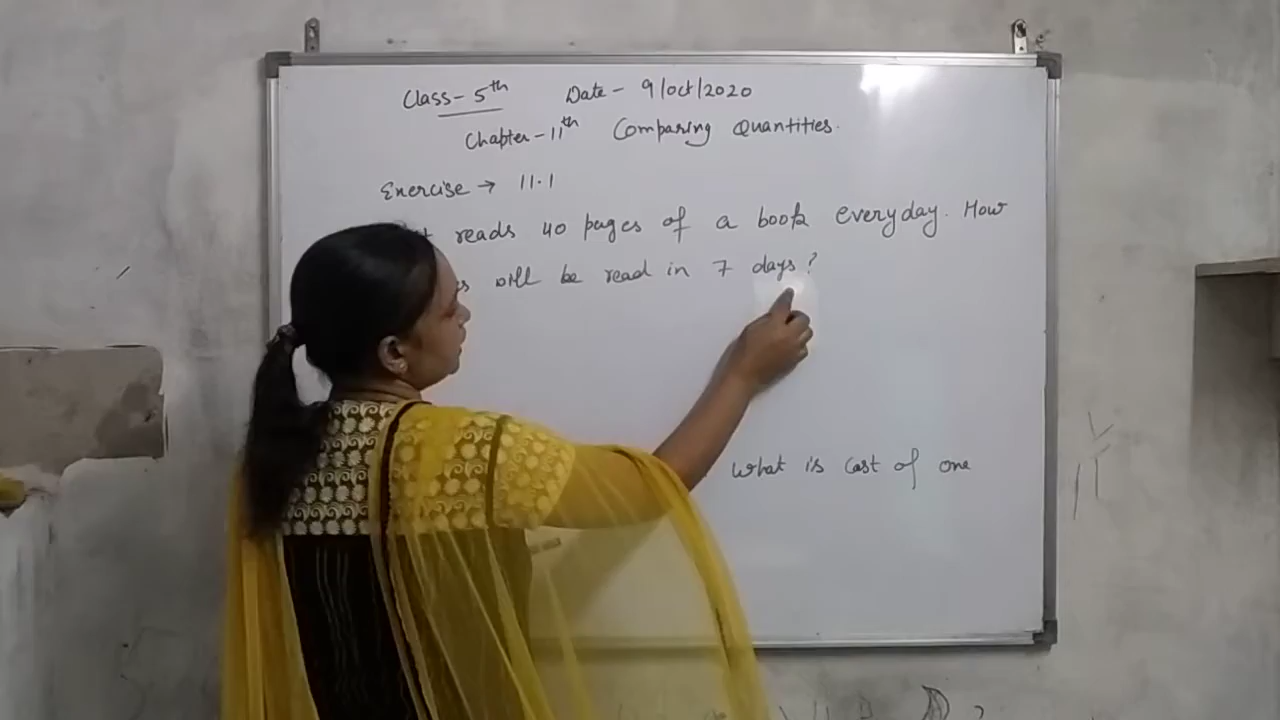 Class - 5th Date - 9/oct/2020
Chapter - 11th Comparing Quantities.
Exercise → 11.1
reads 40 pages of a book everyday. How
will be read in 7 days?
What is cost of one